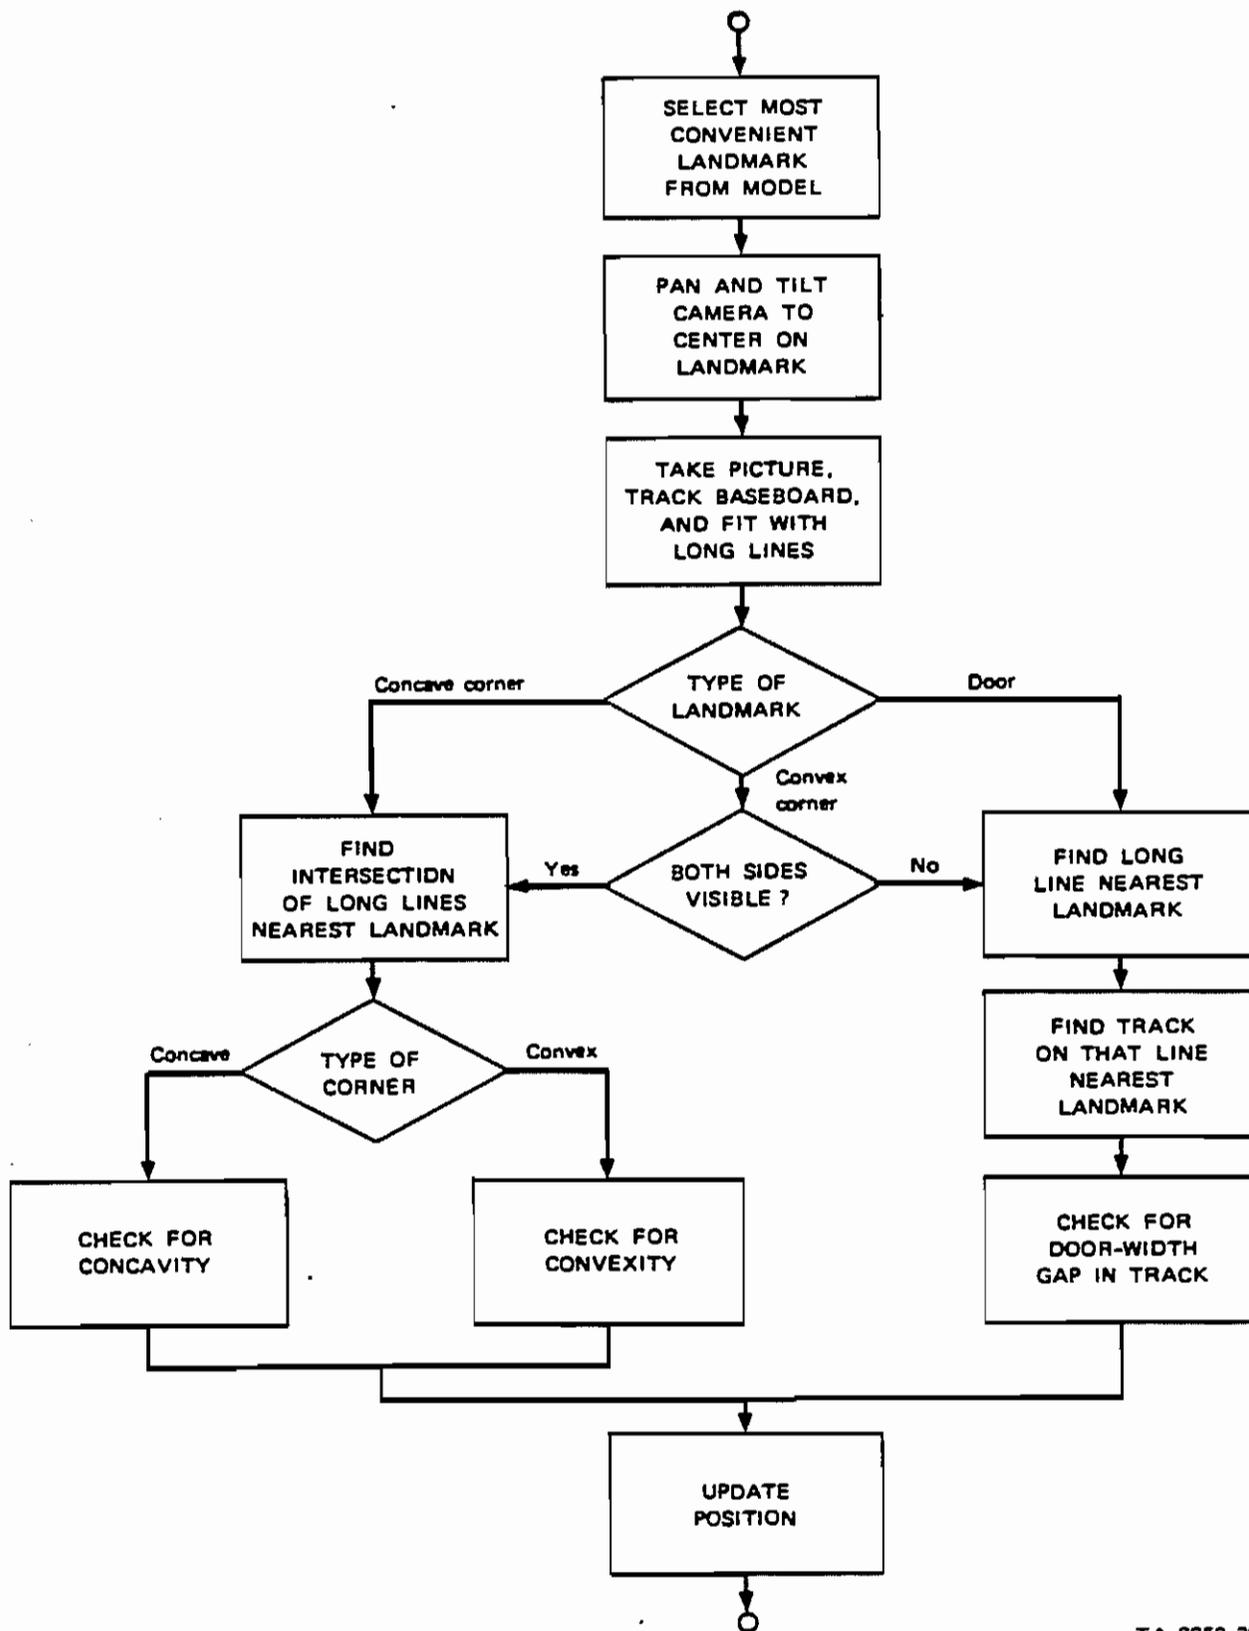 SELECT MOST
CONVENIENT
LANDMARK
FROM MODEL
PAN AND TILT
CAMERA TO
CENTER ON
LANDMARK
TAKE PICTURE,
TRACK BASEBOARD,
AND FIT WITH
LONG LINES
TYPE OF
LANDMARK
Concave corner
Door
Convex
corner
FIND
INTERSECTION
OF LONG LINES
NEAREST LANDMARK
Yes
BOTH SIDES
VISIBLE?
No
FIND LONG
LINE NEAREST
LANDMARK
Concave
TYPE OF
CORNER
Convex
FIND TRACK
ON THAT LINE
NEAREST
LANDMARK
CHECK FOR
CONCAVITY
CHECK FOR
CONVEXITY
CHECK FOR
DOOR-WIDTH
GAP IN TRACK
UPDATE
POSITION